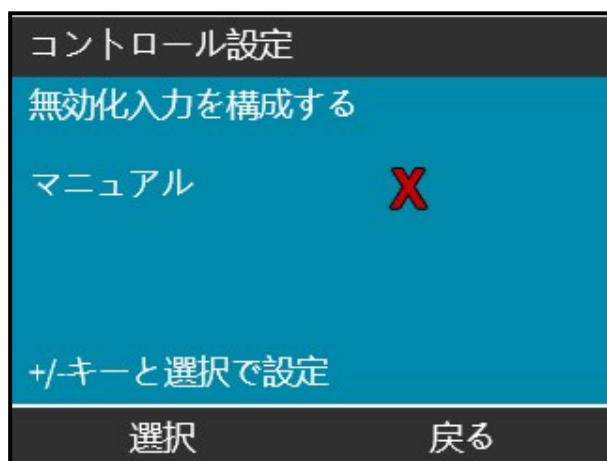 コントロール設定
無効化入力を構成する
マニュアル X
+/-キーと選択で設定
選択 戻る